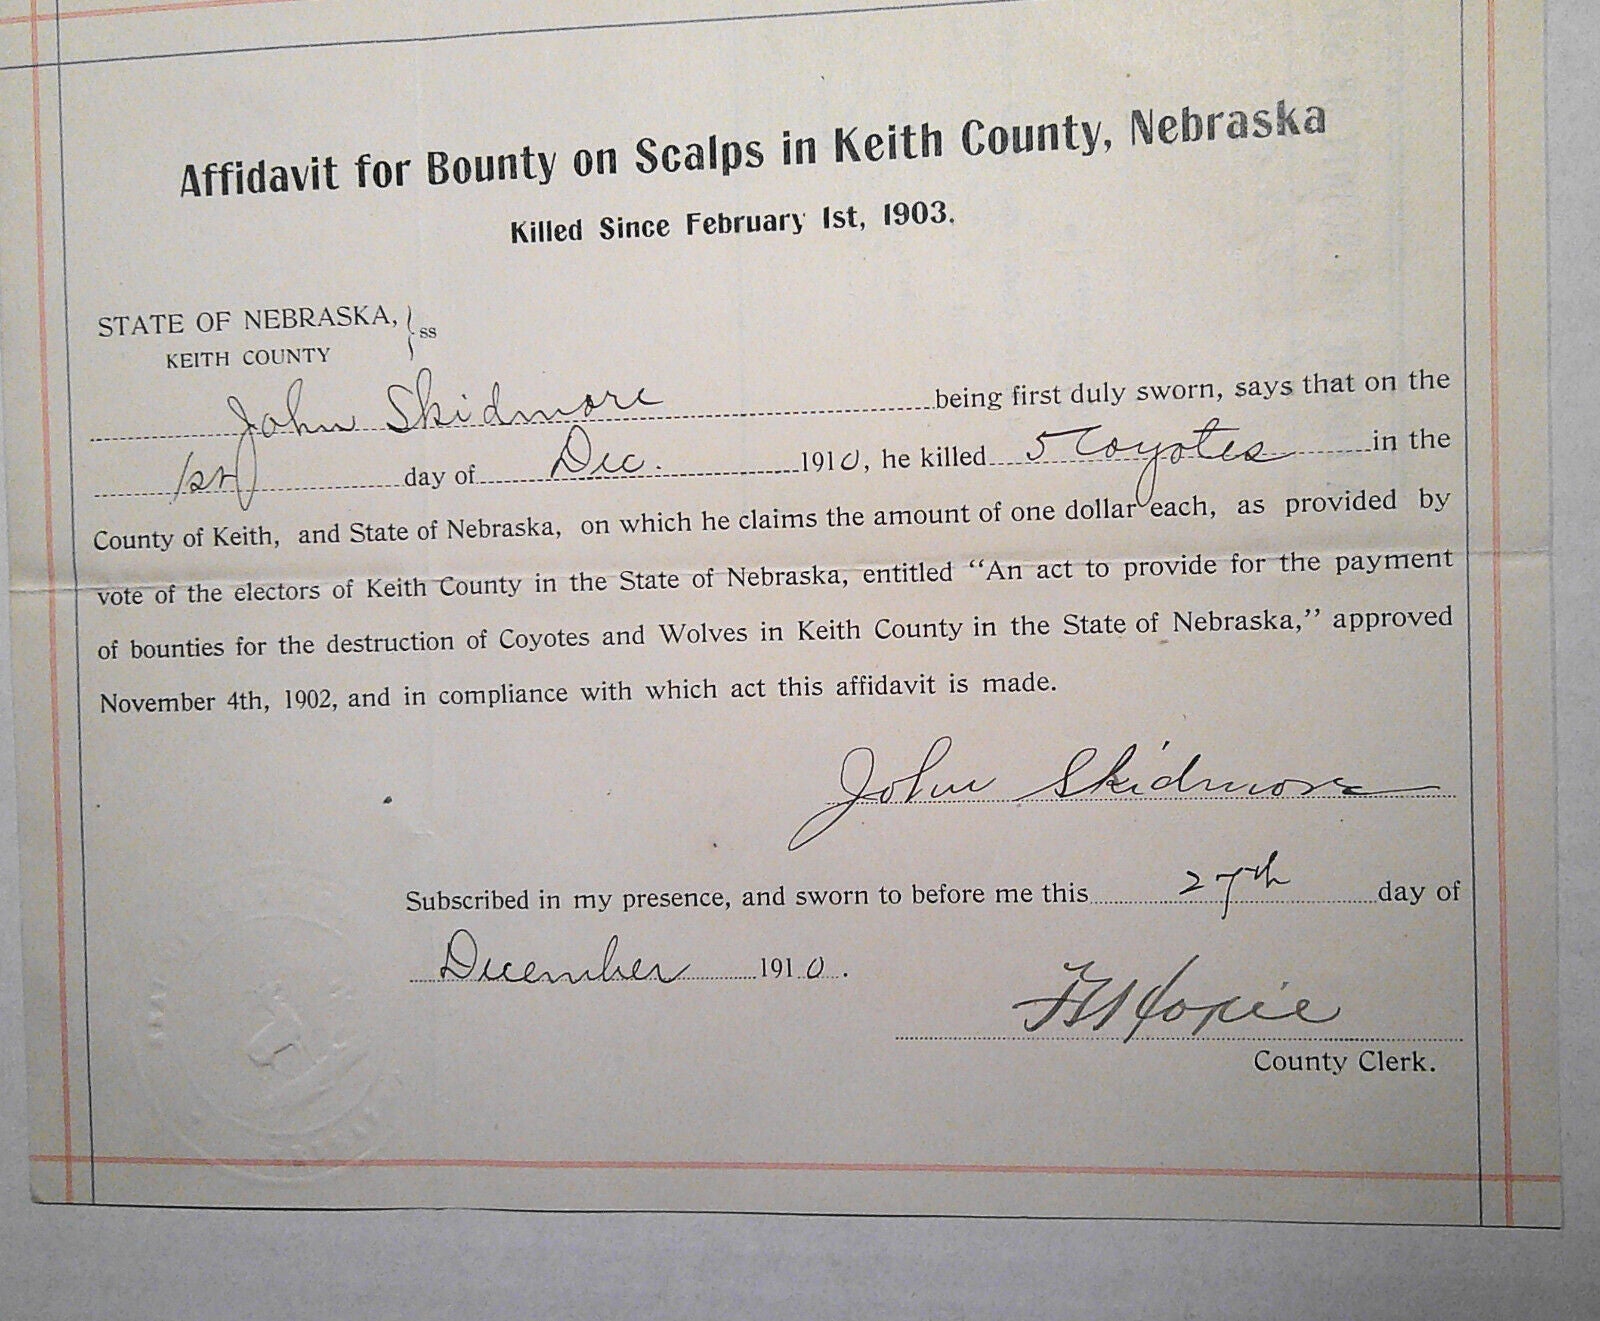 Affidavit for Bounty on Scalps in Keith County, Nebraska
Killed Since February 1st, 1903.
STATE OF NEBRASKA, } ss
KEITH COUNTY
John Skidmore being first duly sworn, says that on the
1st day of Dec. 1910, he killed 5 Coyotes in the
County of Keith, and State of Nebraska, on which he claims the amount of one dollar each, as provided by
vote of the electors of Keith County in the State of Nebraska, entitled “An act to provide for the payment
of bounties for the destruction of Coyotes and Wolves in Keith County in the State of Nebraska,” approved
November 4th, 1902, and in compliance with which act this affidavit is made.
John Skidmore
Subscribed in my presence, and sworn to before me this 27th day of
December 1910.
Hoxie
County Clerk.